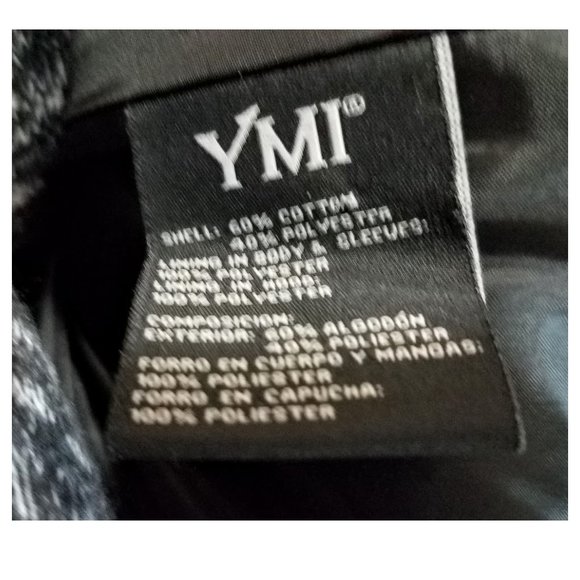 YMI®
SHELL: 60% COTTON
40% POLYESTER
LINING IN BODY & SLEEVES:
100% POLYESTER
LINING IN HOOD:
100% POLYESTER
COMPOSICION:
EXTERIOR: 60% ALGODÓN
40% POLIESTER
FORRO EN CUERPO Y MANGAS:
100% POLIESTER
FORRO EN CAPUCHA:
100% POLIESTER